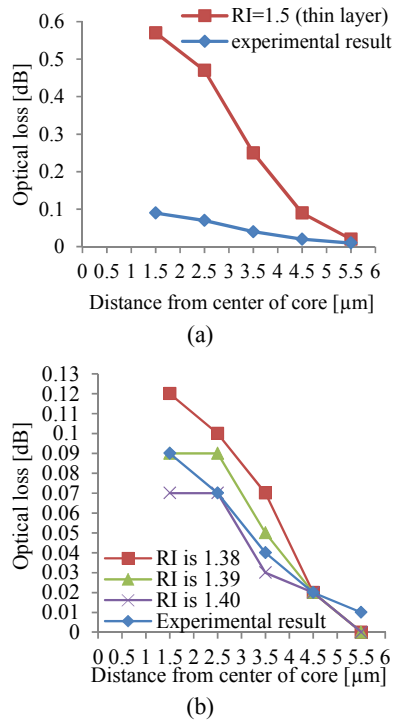 RI=1.5 (thin layer)
experimental result
Optical loss [dB]
0.6
0.5
0.4
0.3
0.2
0.1
0
0 0.5 1 1.5 2 2.5 3 3.5 4 4.5 5 5.5 6
Distance from center of core [µm]
(a)
Optical loss [dB]
0.13
0.12
0.11
0.1
0.09
0.08
0.07
0.06
0.05
0.04
0.03
0.02
0.01
0
RI is 1.38
RI is 1.39
RI is 1.40
Experimental result
0 0.5 1 1.5 2 2.5 3 3.5 4 4.5 5 5.5 6
Distance from center of core [µm]
(b)